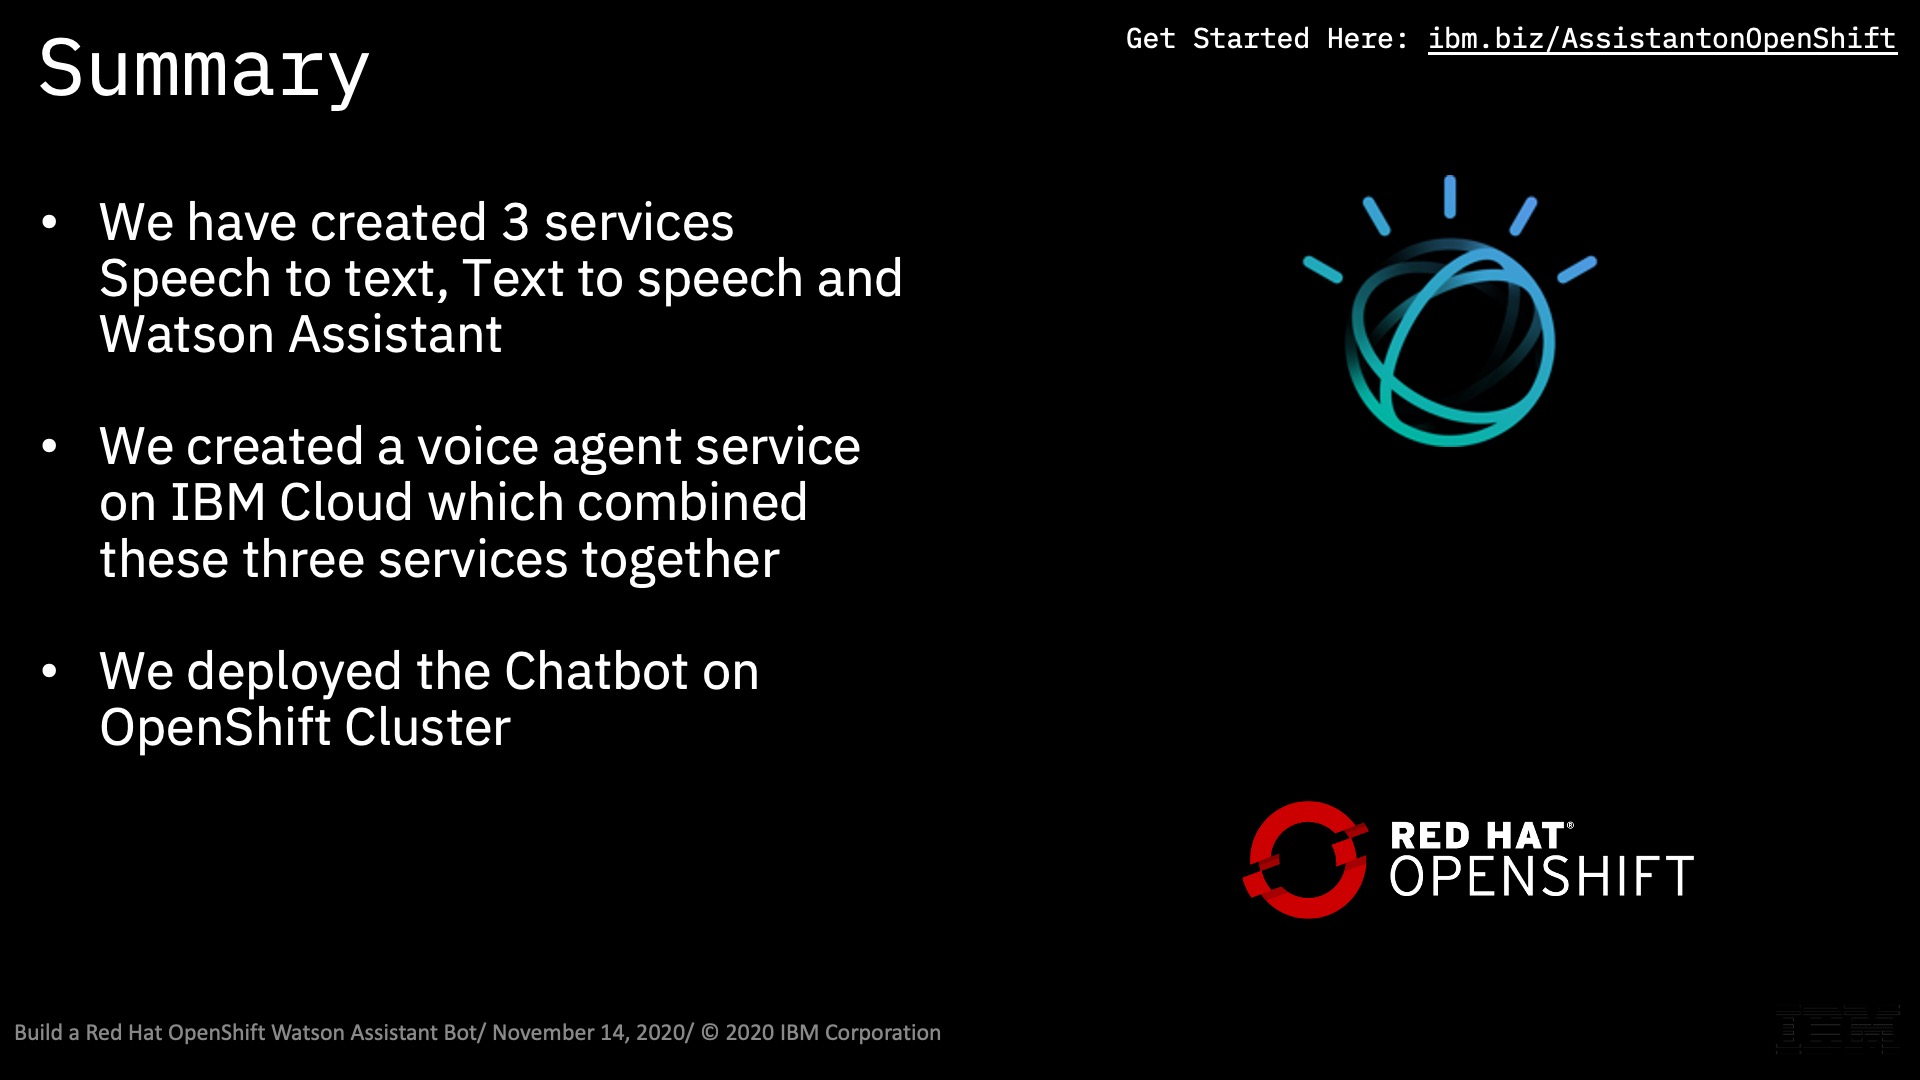 Summary
Get Started Here: ibm.biz/AssistantonOpenShift
• We have created 3 services
Speech to text, Text to speech and
Watson Assistant
• We created a voice agent service
on IBM Cloud which combined
these three services together
• We deployed the Chatbot on
OpenShift Cluster
RED HAT®
OPENSHIFT
Build a Red Hat OpenShift Watson Assistant Bot/ November 14, 2020/ © 2020 IBM Corporation
IBM